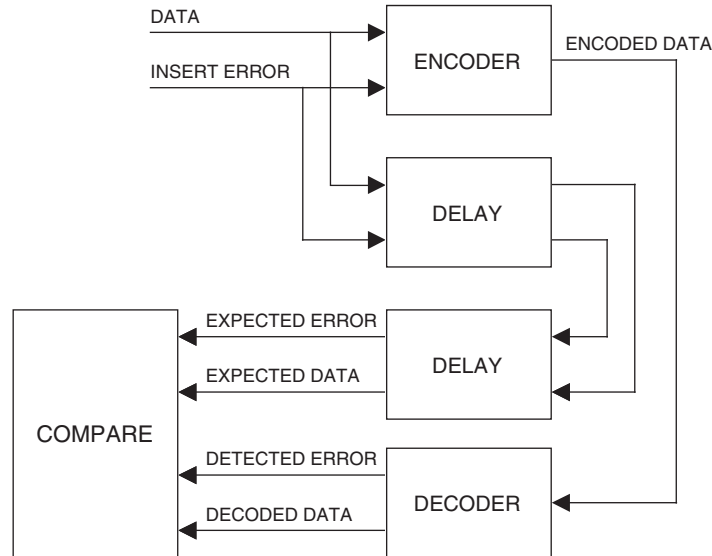 DATA
ENCODER
ENCODED DATA
INSERT ERROR
DELAY
EXPECTED ERROR
DELAY
EXPECTED DATA
COMPARE
DETECTED ERROR
DECODER
DECODED DATA